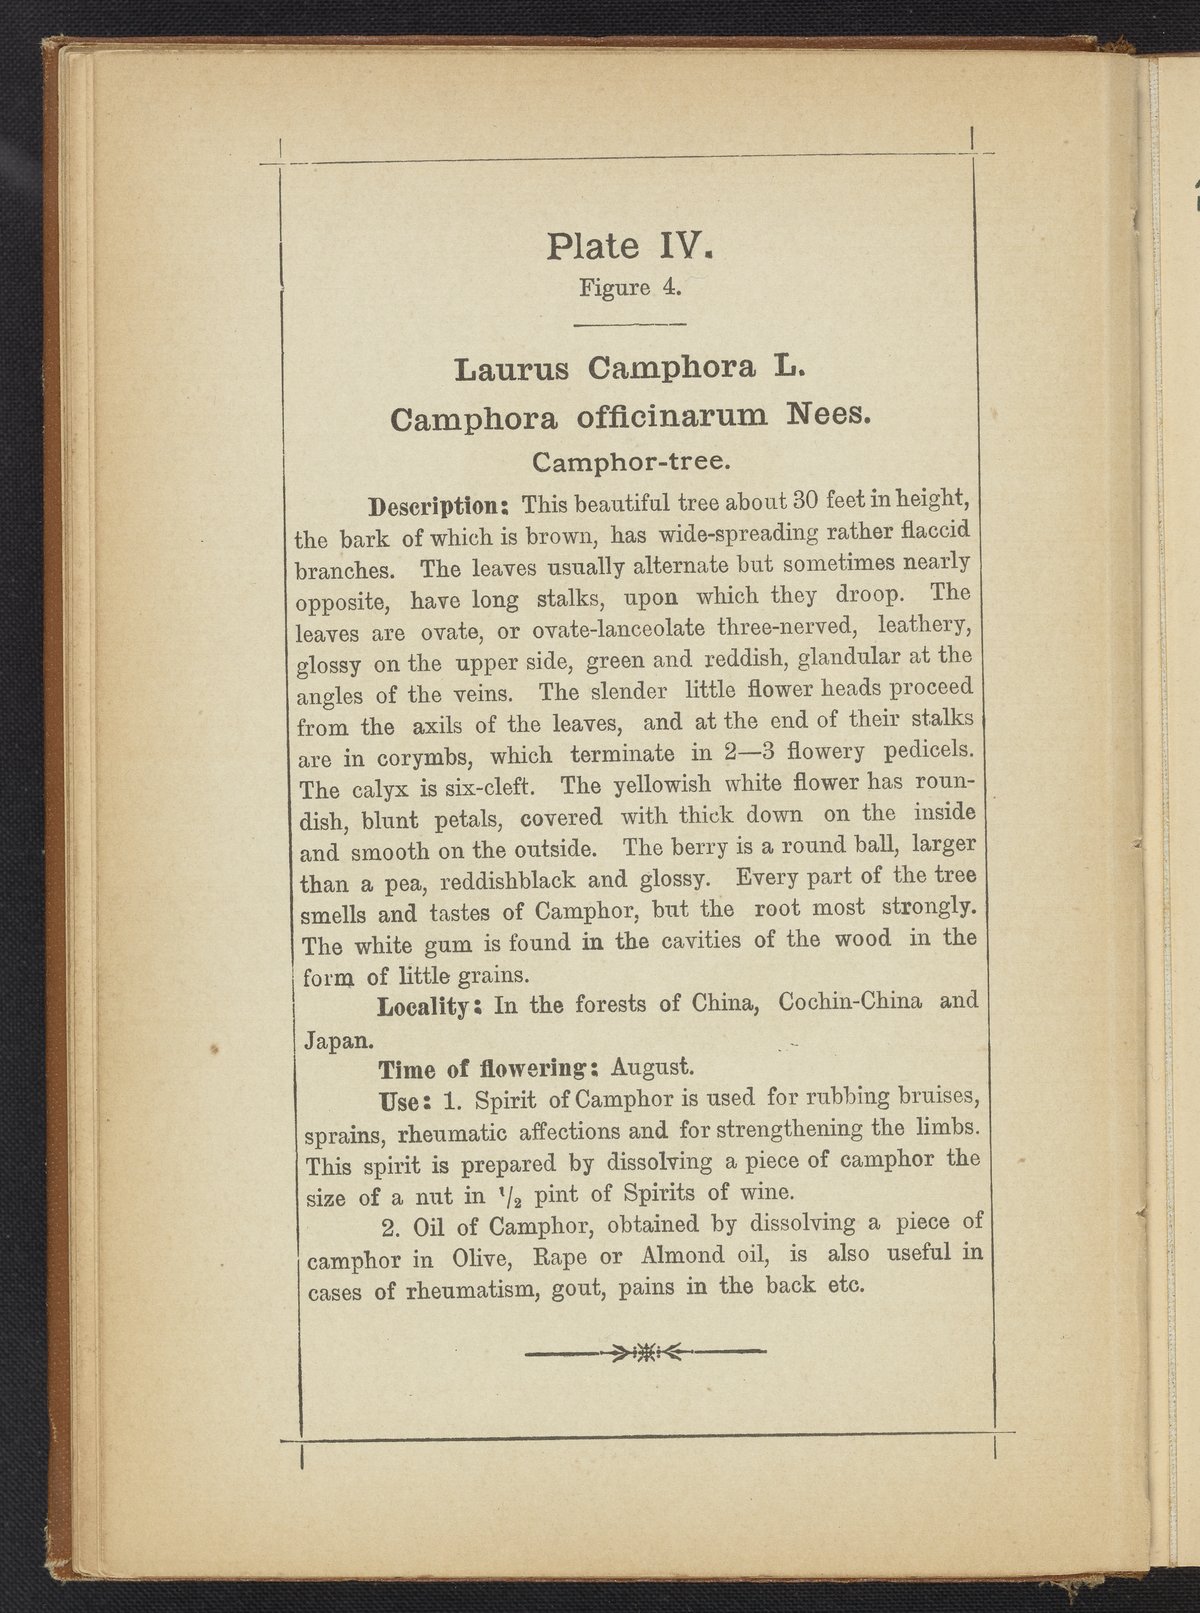 Plate IV.
Figure 4.
Laurus Camphora L.
Camphora officinarum Nees.
Camphor-tree.
Description: This beautiful tree about 30 feet in height,
the bark of which is brown, has wide-spreading rather flaccid
branches. The leaves usually alternate but sometimes nearly
opposite, have long stalks, upon which they droop. The
leaves are ovate, or ovate-lanceolate three-nerved, leathery,
glossy on the upper side, green and reddish, glandular at the
angles of the veins. The slender little flower heads proceed
from the axils of the leaves, and at the end of their stalks
are in corymbs, which terminate in 2—3 flowery pedicels.
The calyx is six-cleft. The yellowish white flower has roun-
dish, blunt petals, covered with thick down on the inside
and smooth on the outside. The berry is a round ball, larger
than a pea, reddishblack and glossy. Every part of the tree
smells and tastes of Camphor, but the root most strongly.
The white gum is found in the cavities of the wood in the
form of little grains.
Locality: In the forests of China, Cochin-China and
Japan.
Time of flowering: August.
Use: 1. Spirit of Camphor is used for rubbing bruises,
sprains, rheumatic affections and for strengthening the limbs.
This spirit is prepared by dissolving a piece of camphor the
size of a nut in 1/2 pint of Spirits of wine.
2. Oil of Camphor, obtained by dissolving a piece of
camphor in Olive, Rape or Almond oil, is also useful in
cases of rheumatism, gout, pains in the back etc.